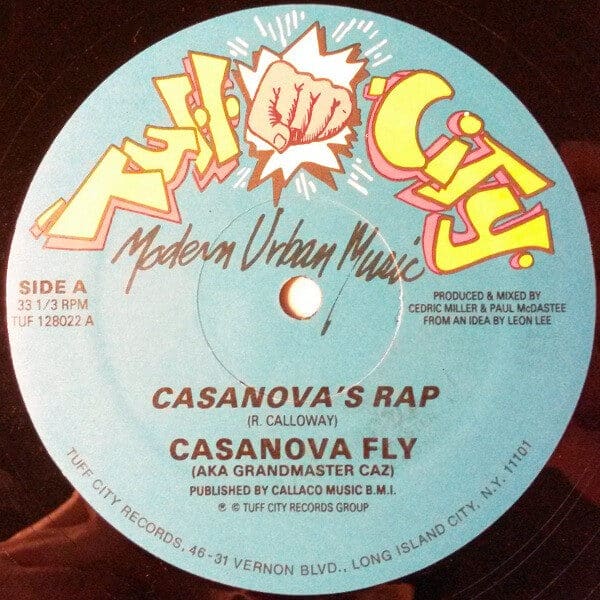 Tuff City
Modern Urban Music
SIDE A
33 1/3 RPM
TUF 128022 A
PRODUCED & MIXED BY
CEDRIC MILLER & PAUL McDASTEE
FROM AN IDEA BY LEON LEE
CASANOVA'S RAP
(R. CALLOWAY)
CASANOVA FLY
(AKA GRANDMASTER CAZ)
PUBLISHED BY CALLACO MUSIC B.M.I.
℗ © TUFF CITY RECORDS GROUP
TUFF CITY RECORDS, 46-31 VERNON BLVD., LONG ISLAND CITY, N.Y. 11101